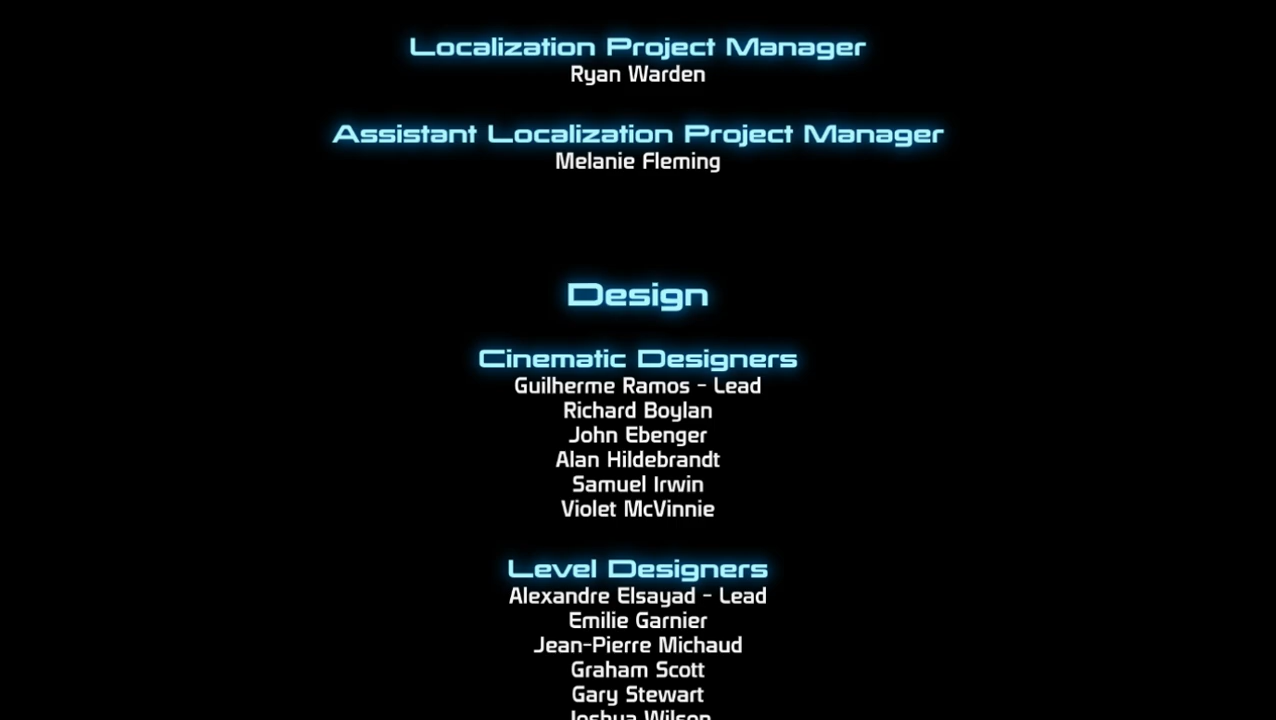 Localization Project Manager
Ryan Warden
Assistant Localization Project Manager
Melanie Fleming
Design
Cinematic Designers
Guilherme Ramos - Lead
Richard Boylan
John Ebenger
Alan Hildebrandt
Samuel Irwin
Violet McVinnie
Level Designers
Alexandre Elsayad - Lead
Emilie Garnier
Jean-Pierre Michaud
Graham Scott
Gary Stewart
Joshua Wilson